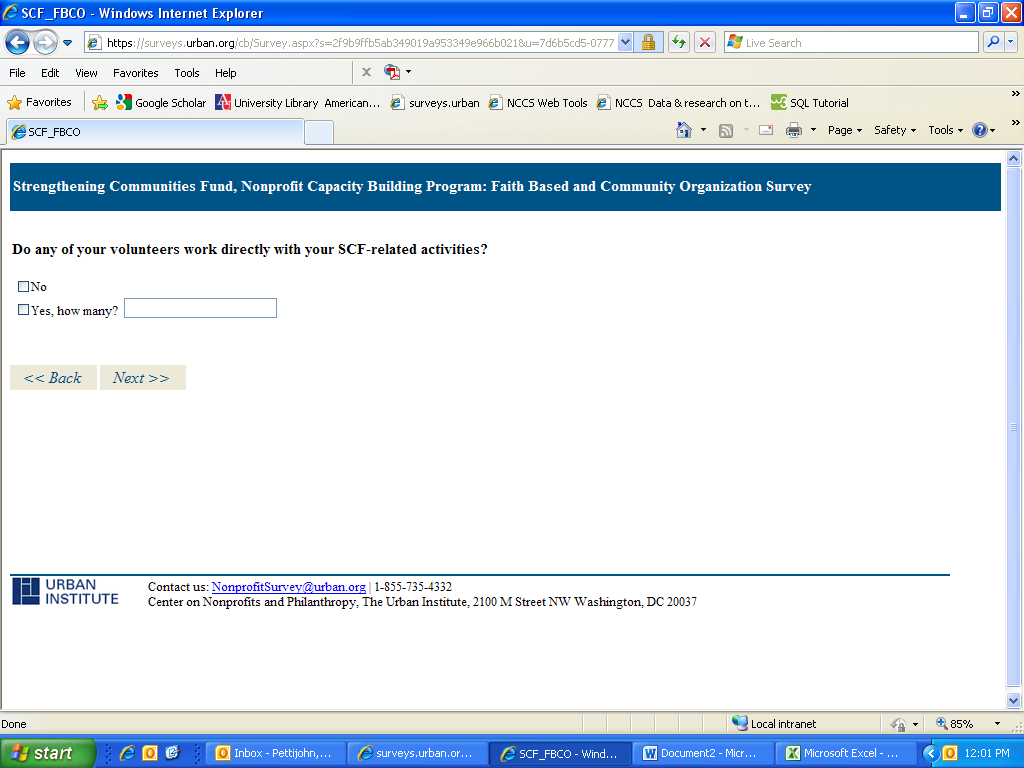 SCF_FBCO - Windows Internet Explorer
https://surveys.urban.org/cb/Survey.aspx?s=2f9b9ffb5ab349019a953349e966b021&u=7d6b5cd5-0777
Live Search
File Edit View Favorites Tools Help
Favorites Google Scholar University Library American... surveys.urban NCCS Web Tools NCCS Data & research on t... SQL Tutorial
SCF_FBCO
Page Safety Tools
Strengthening Communities Fund, Nonprofit Capacity Building Program: Faith Based and Community Organization Survey
Do any of your volunteers work directly with your SCF-related activities?
No
Yes, how many?
<< Back Next >>
URBAN INSTITUTE
Contact us: NonprofitSurvey@urban.org | 1-855-735-4332
Center on Nonprofits and Philanthropy, The Urban Institute, 2100 M Street NW Washington, DC 20037
Done Local intranet 85%
start Inbox - Pettijohn,... surveys.urban.or... SCF_FBCO - Wind... Document2 - Micr... Microsoft Excel - ... 12:01 PM